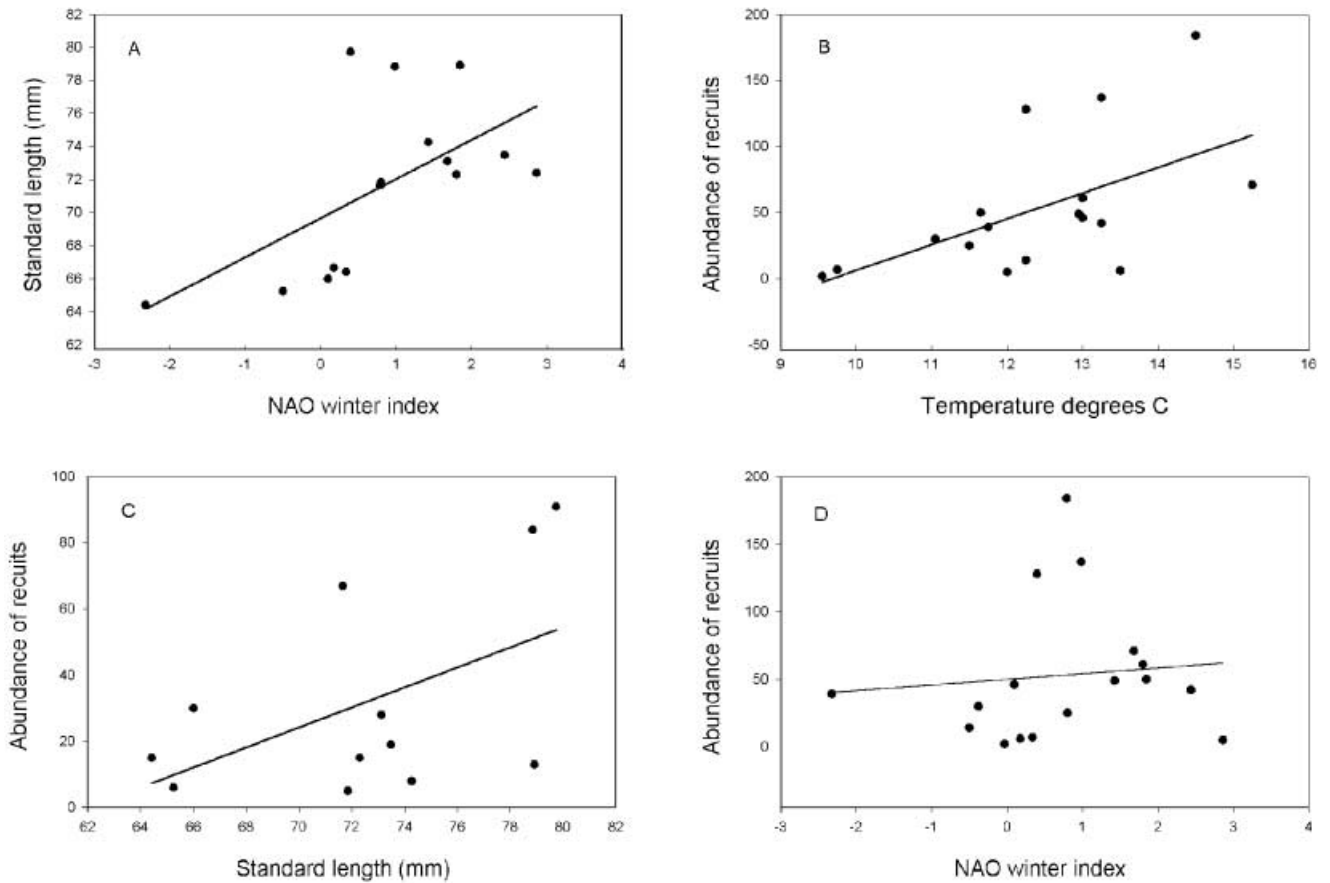 A
Standard length (mm)
82
80
78
76
74
72
70
68
66
64
62
-3 -2 -1 0 1 2 3 4
NAO winter index
B
Abundance of recruits
200
150
100
50
0
-50
9 10 11 12 13 14 15 16
Temperature degrees C
C
Abundance of recuits
100
80
60
40
20
0
62 64 66 68 70 72 74 76 78 80 82
Standard length (mm)
D
Abundance of recruits
200
150
100
50
0
-3 -2 -1 0 1 2 3 4
NAO winter index